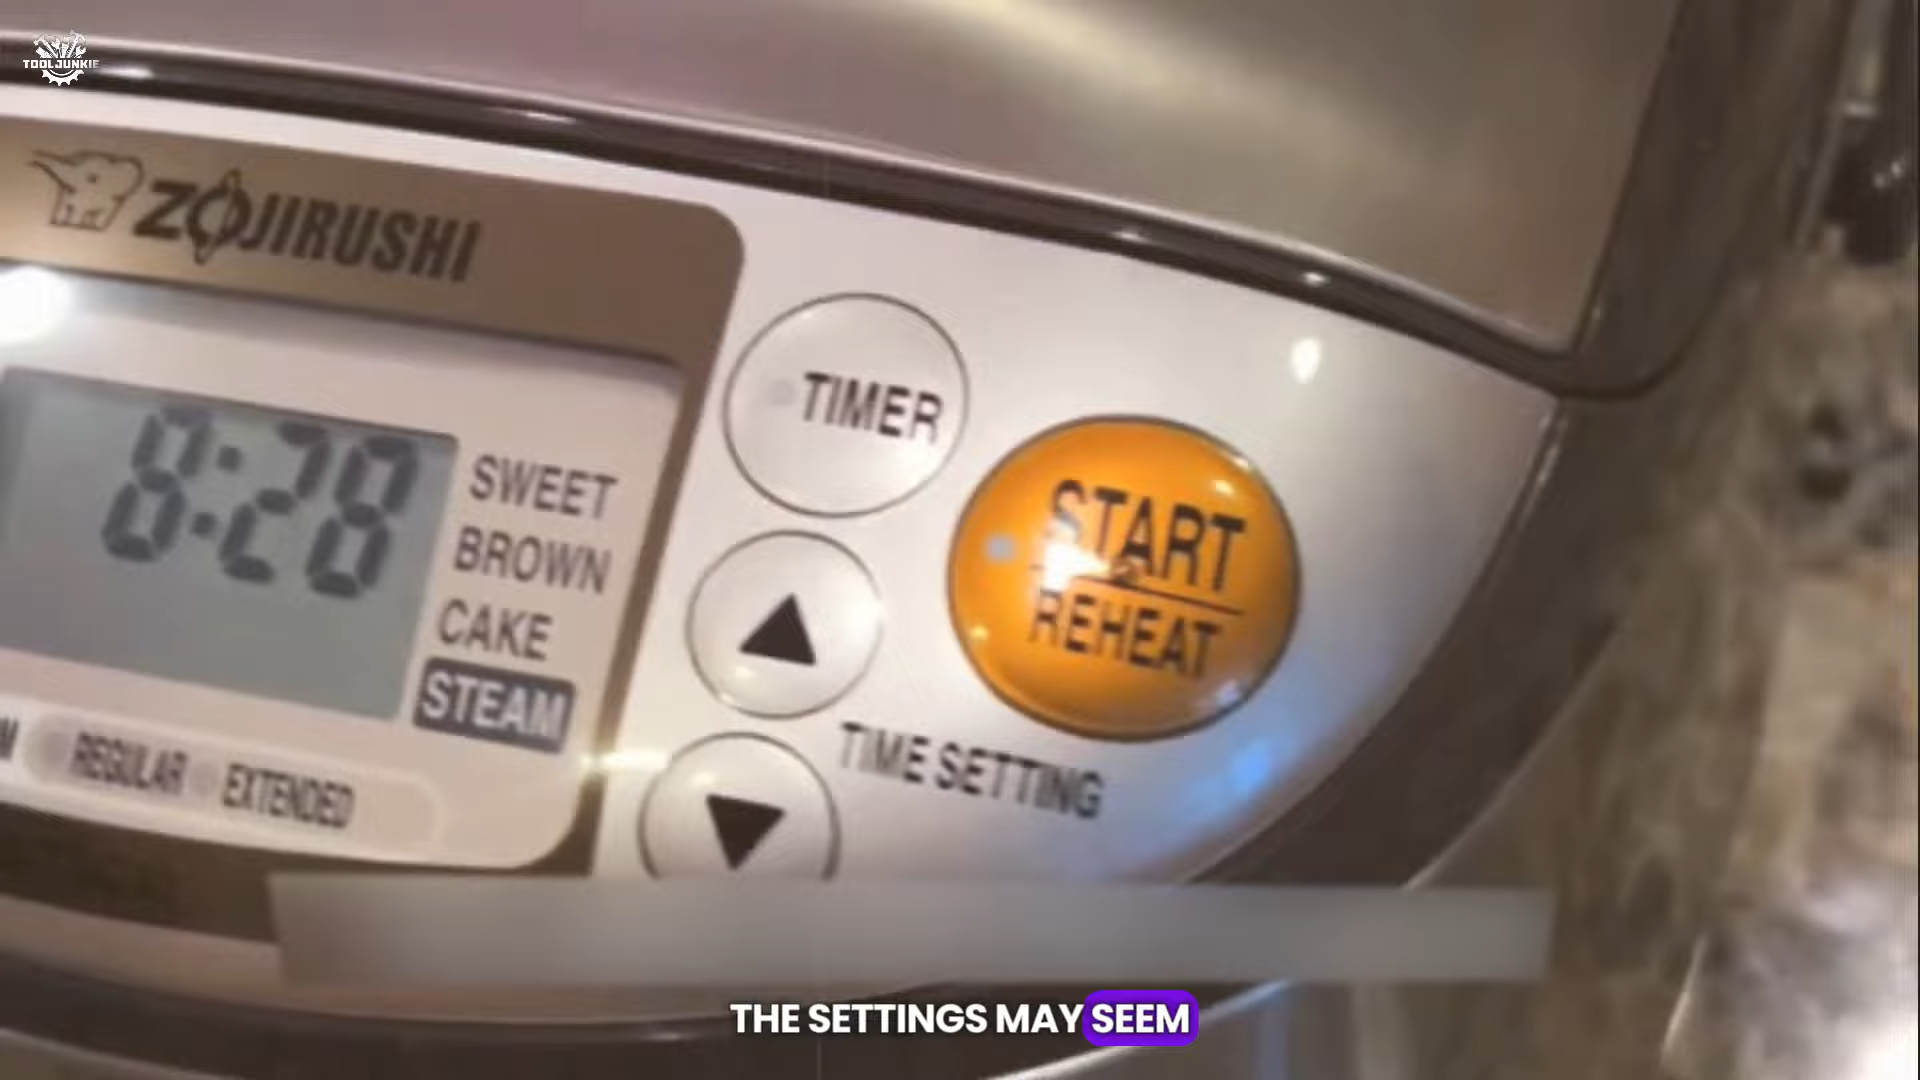 TOOLJUNKIE
ZOJIRUSHI
TIMER
8:28
SWEET
BROWN
CAKE
STEAM
START
REHEAT
REGULAR EXTENDED
TIME SETTING
THE SETTINGS MAY SEEM